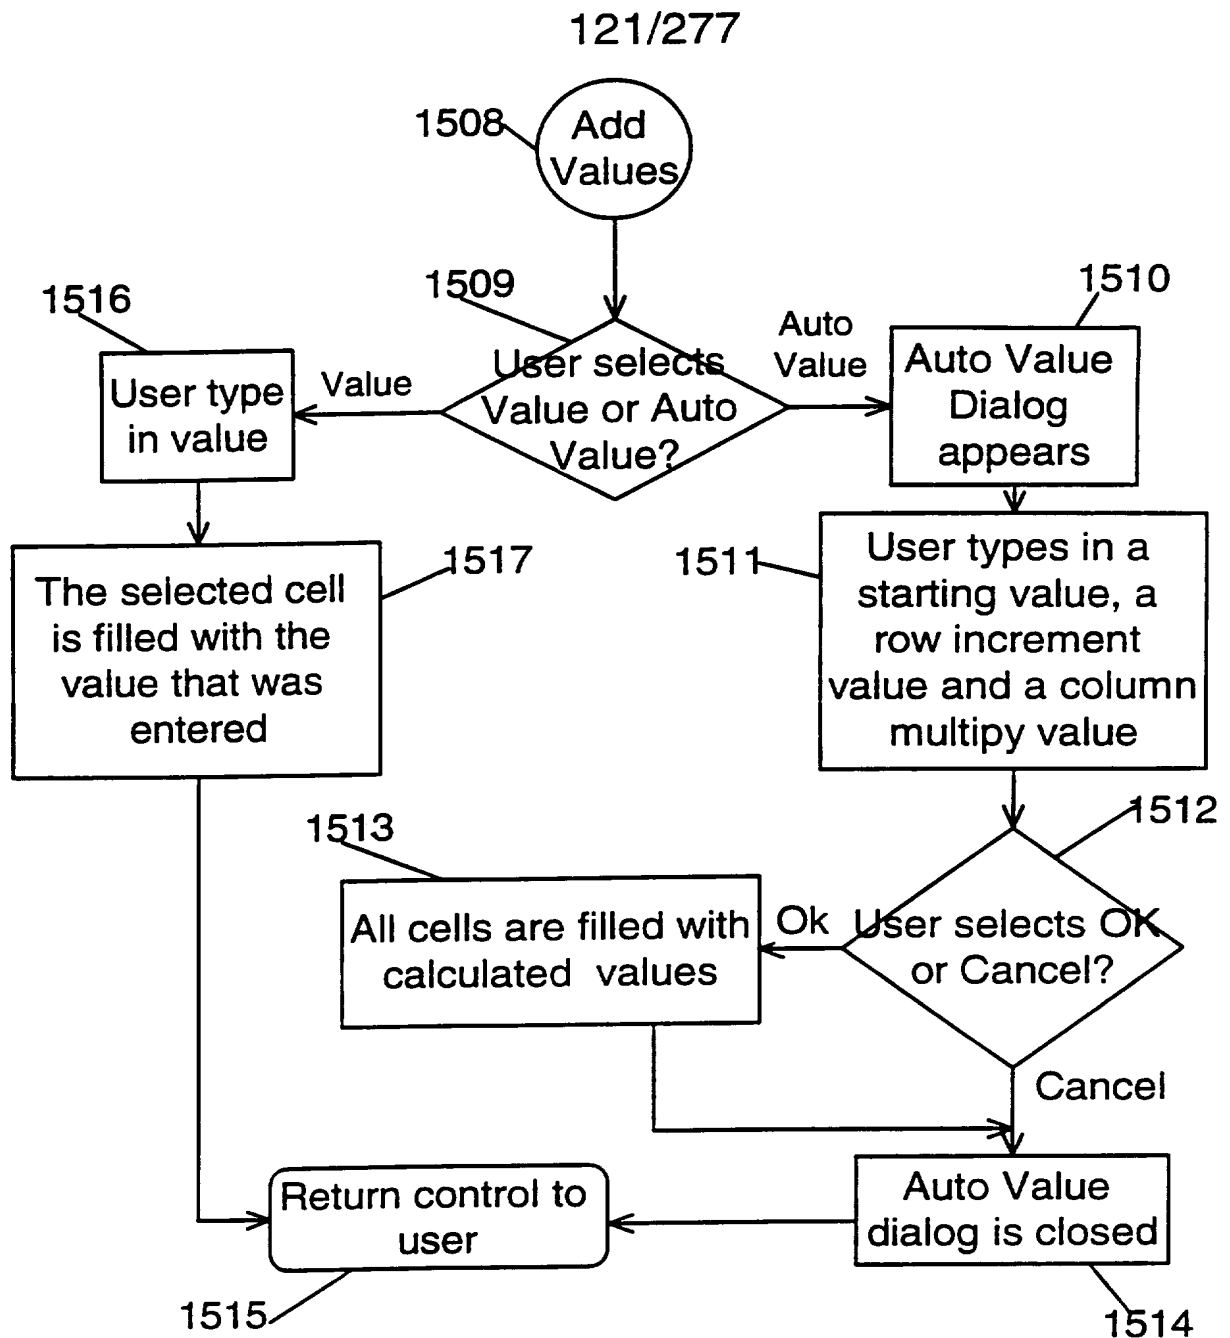 121/277
1508
Add
Values
1509
1516
1510
User type
in value
Value
User selects
Value or Auto
Value?
Auto
Value
Auto Value
Dialog
appears
1517
The selected cell
is filled with the
value that was
entered
1511
User types in a
starting value, a
row increment
value and a column
multipy value
1512
1513
All cells are filled with
calculated values
Ok
User selects OK
or Cancel?
Cancel
Return control to
user
1515
Auto Value
dialog is closed
1514